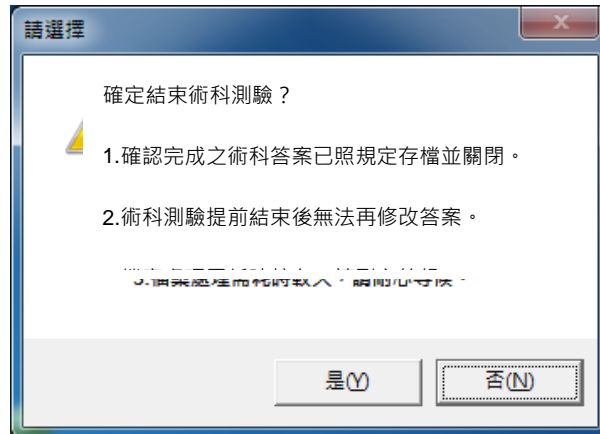 請選擇
確定結束術科測驗？
1.確認完成之術科答案已照規定存檔並關閉。
2.術科測驗提前結束後無法再修改答案。
是(Y)
否(N)